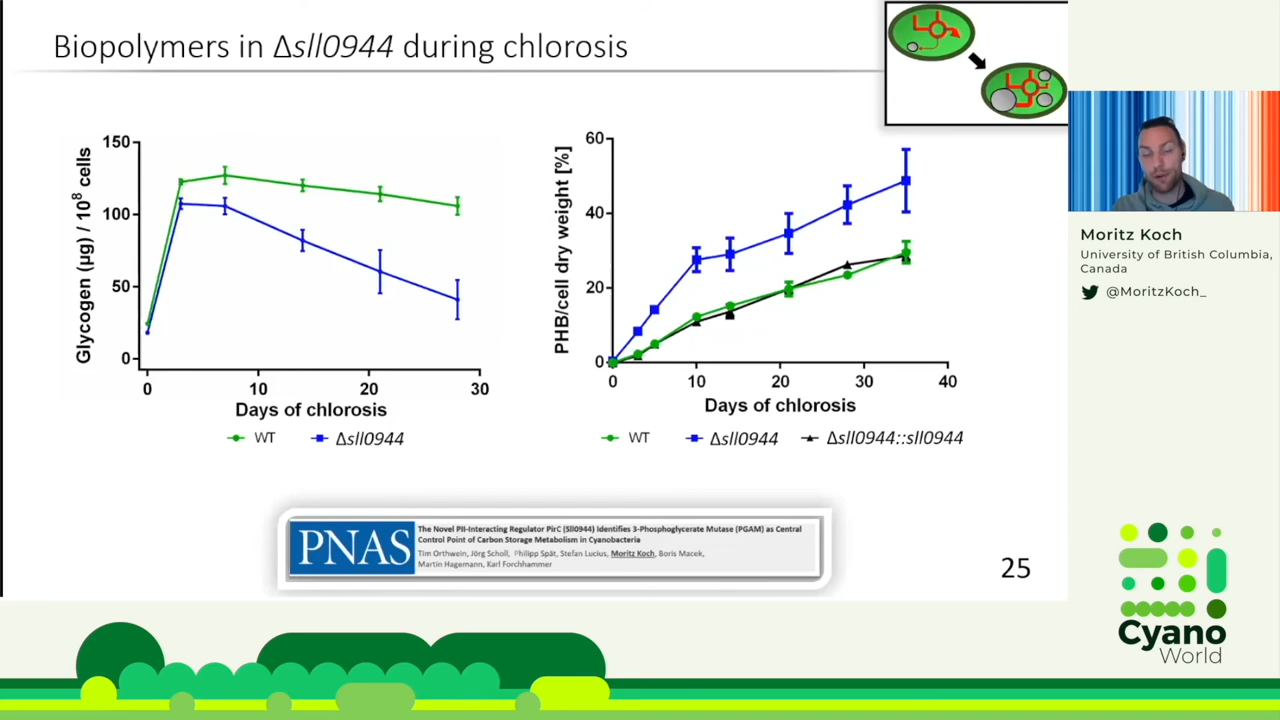 Biopolymers in Δsll0944 during chlorosis
Glycogen (µg) / 10⁸ cells
150
100
50
0
0 10 20 30
Days of chlorosis
WT Δsll0944
PHB/cell dry weight [%]
60
40
20
0
0 10 20 30 40
Days of chlorosis
WT Δsll0944 Δsll0944::sll0944
PNAS
The Novel PII-Interacting Regulator PirC (Sll0944) Identifies 3-Phosphoglycerate Mutase (PGAM) as Central
Control Point of Carbon Storage Metabolism in Cyanobacteria
Tim Orthwein, Jörg Scholl, Philipp Spät, Stefan Lucius, Moritz Koch, Boris Macek,
Martin Hagemann, Karl Forchhammer
25
Moritz Koch
University of British Columbia,
Canada
@MoritzKoch_
Cyano
World